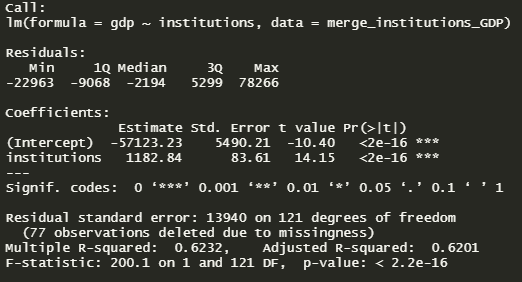 Call:
lm(formula = gdp ~ institutions, data = merge_institutions_GDP)
Residuals:
   Min     1Q Median     3Q    Max
-22963  -9068  -2194   5299  78266
Coefficients:
              Estimate Std. Error t value Pr(>|t|)
(Intercept)  -57123.23    5490.21  -10.40   <2e-16 ***
institutions   1182.84      83.61   14.15   <2e-16 ***
---
Signif. codes:  0 ‘***’ 0.001 ‘**’ 0.01 ‘*’ 0.05 ‘.’ 0.1 ‘ ’ 1
Residual standard error: 13940 on 121 degrees of freedom
  (77 observations deleted due to missingness)
Multiple R-squared:  0.6232,	Adjusted R-squared:  0.6201
F-statistic: 200.1 on 1 and 121 DF,  p-value: < 2.2e-16